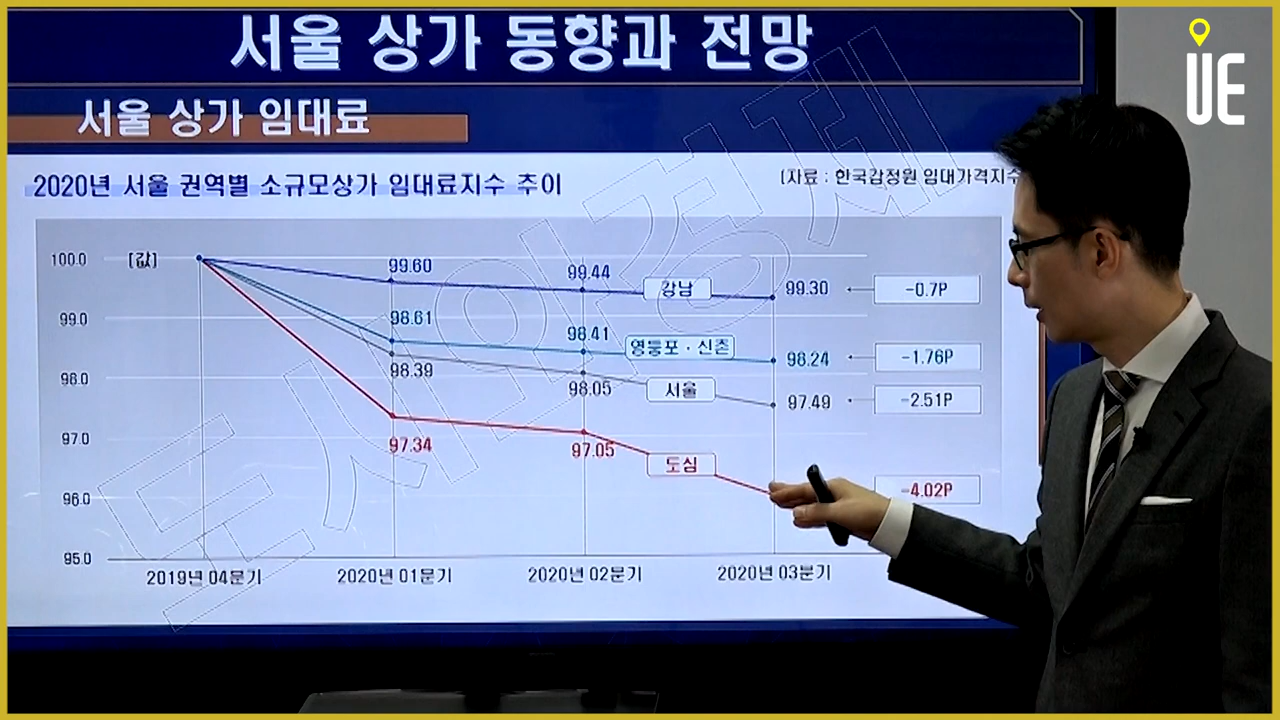 서울 상가 동향과 전망
UE
서울 상가 임대료
2020년 서울 권역별 소규모상가 임대료지수 추이
(자료 : 한국감정원 임대가격지수
100.0
[값]
99.60
99.44
강남
99.30
-0.7P
99.0
98.61
98.41
영등포 · 신촌
98.24
-1.76P
98.0
98.39
98.05
서울
97.49
-2.51P
97.0
97.34
97.05
도심
-4.02P
96.0
95.0
2019년 04분기
2020년 01분기
2020년 02분기
2020년 03분기
도시와경제